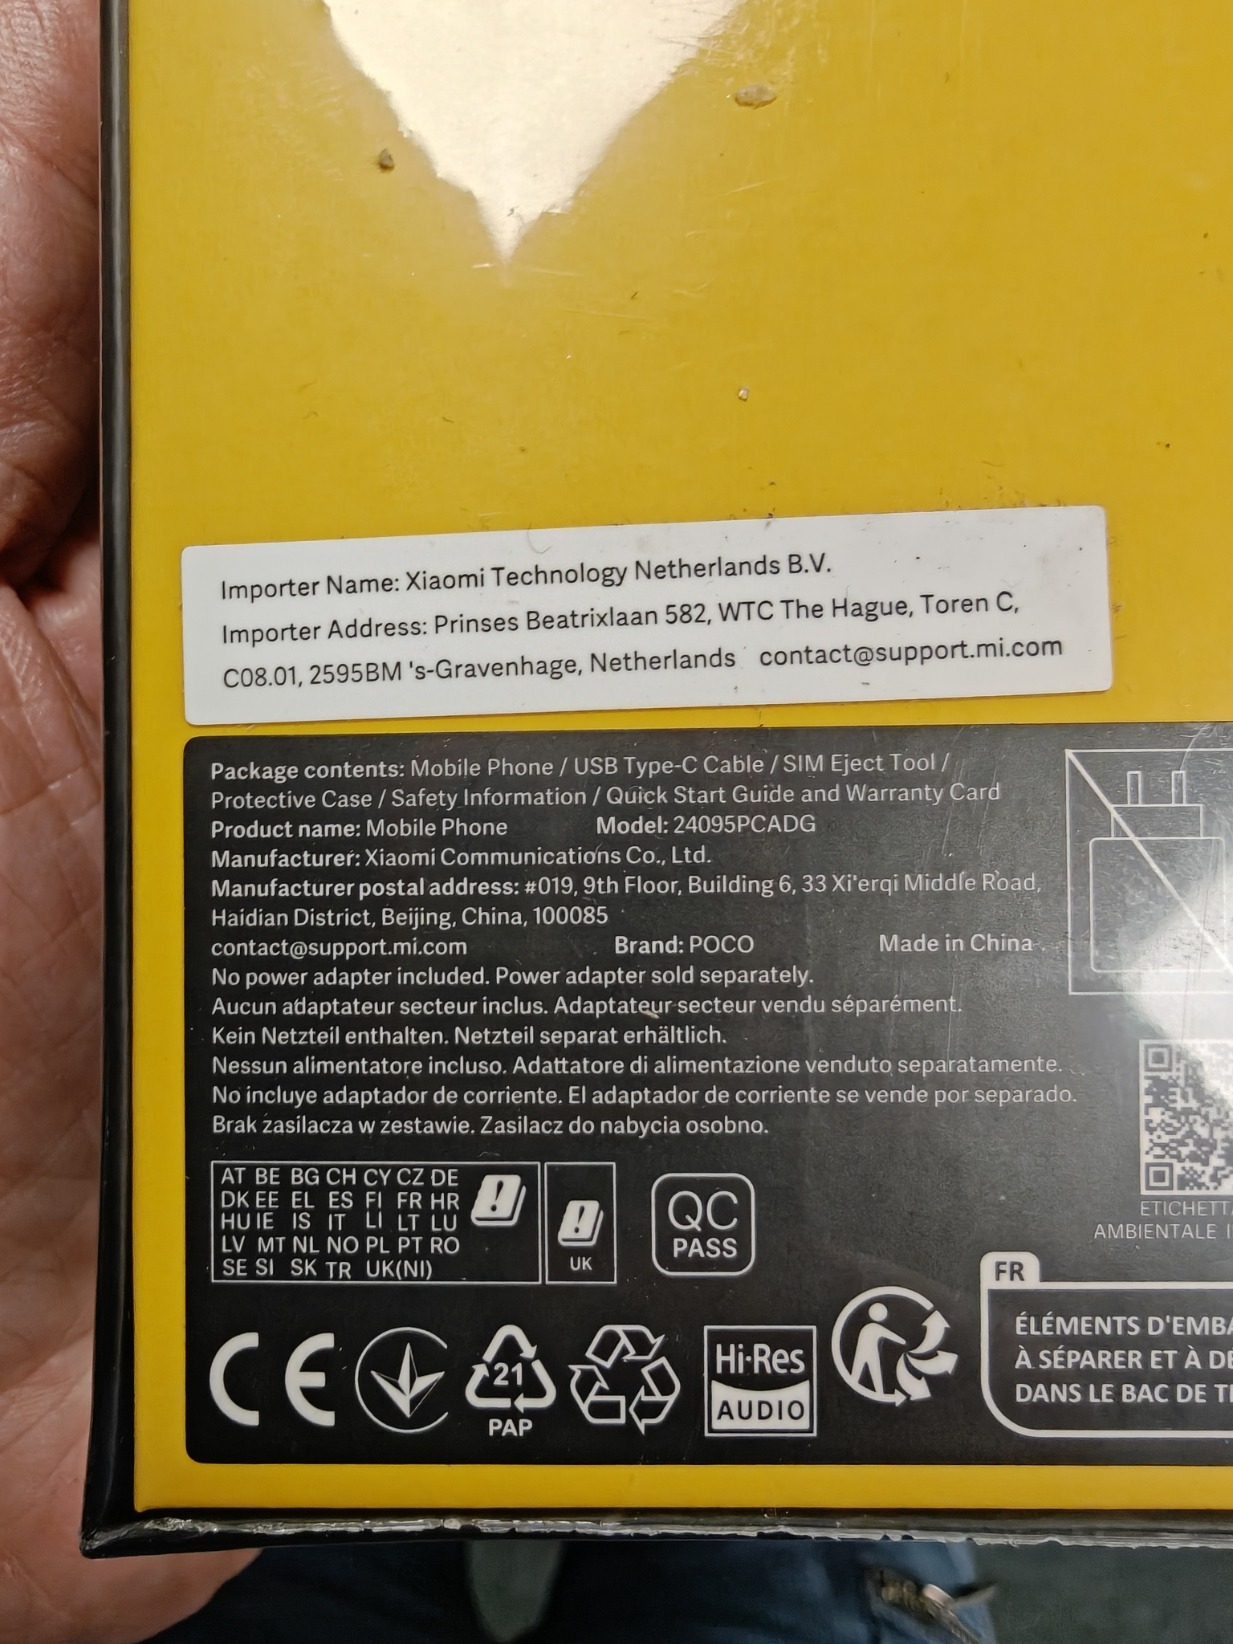 Importer Name: Xiaomi Technology Netherlands B.V.
Importer Address: Prinses Beatrixlaan 582, WTC The Hague, Toren C,
C08.01, 2595BM 's-Gravenhage, Netherlands contact@support.mi.com
Package contents: Mobile Phone / USB Type-C Cable / SIM Eject Tool /
Protective Case / Safety Information / Quick Start Guide and Warranty Card
Product name: Mobile Phone Model: 24095PCADG
Manufacturer: Xiaomi Communications Co., Ltd.
Manufacturer postal address: #019, 9th Floor, Building 6, 33 Xi'erqi Middle Road,
Haidian District, Beijing, China, 100085
contact@support.mi.com Brand: POCO Made in China
No power adapter included. Power adapter sold separately.
Aucun adaptateur secteur inclus. Adaptateur secteur vendu séparément.
Kein Netzteil enthalten. Netzteil separat erhältlich.
Nessun alimentatore incluso. Adattatore di alimentazione venduto separatamente.
No incluye adaptador de corriente. El adaptador de corriente se vende por separado.
Brak zasilacza w zestawie. Zasilacz do nabycia osobno.
AT BE BG CH CY CZ DE
DK EE EL ES FI FR HR
HU IE IS IT LI LT LU
LV MT NL NO PL PT RO
SE SI SK TR UK(NI)
UK
QC
PASS
ETICHETTA
AMBIENTALE
FR
ÉLÉMENTS D'EMBA
À SÉPARER ET À DÉ
DANS LE BAC DE T
CE
21
PAP
Hi-Res
AUDIO